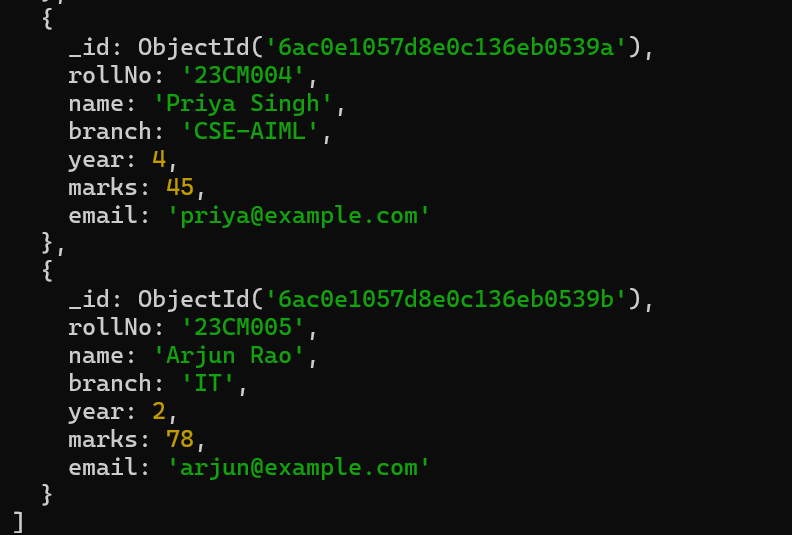 },
{
_id: ObjectId('6ac0e1057d8e0c136eb0539a'),
rollNo: '23CM004',
name: 'Priya Singh',
branch: 'CSE-AIML',
year: 4,
marks: 45,
email: 'priya@example.com'
},
{
_id: ObjectId('6ac0e1057d8e0c136eb0539b'),
rollNo: '23CM005',
name: 'Arjun Rao',
branch: 'IT',
year: 2,
marks: 78,
email: 'arjun@example.com'
}
]